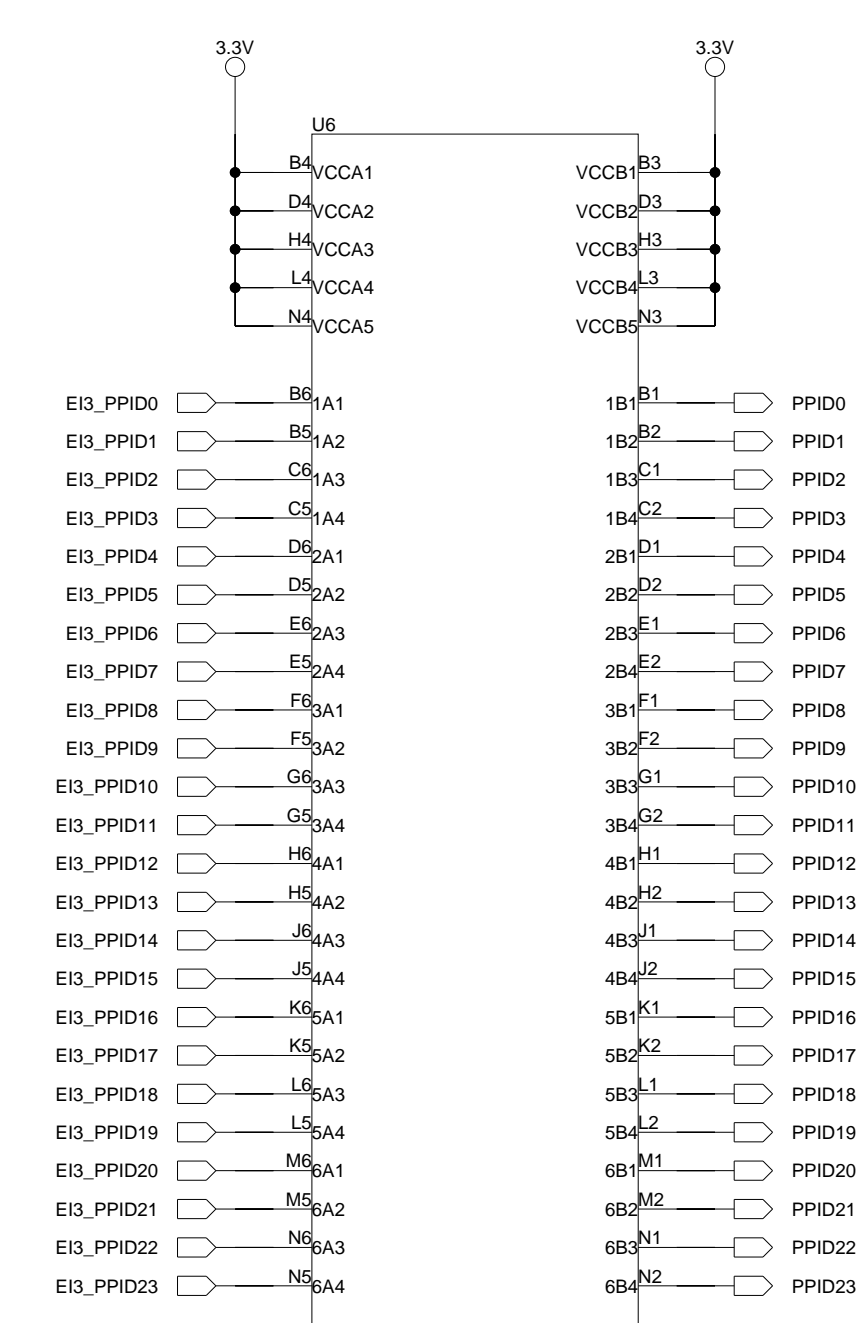 3.3V 3.3V
U6
B4 VCCA1 VCCB1 B3
D4 VCCA2 VCCB2 D3
H4 VCCA3 VCCB3 H3
L4 VCCA4 VCCB4 L3
N4 VCCA5 VCCB5 N3
EI3_PPID0 B6 1A1 1B1 B1 PPID0
EI3_PPID1 B5 1A2 1B2 B2 PPID1
EI3_PPID2 C6 1A3 1B3 C1 PPID2
EI3_PPID3 C5 1A4 1B4 C2 PPID3
EI3_PPID4 D6 2A1 2B1 D1 PPID4
EI3_PPID5 D5 2A2 2B2 D2 PPID5
EI3_PPID6 E6 2A3 2B3 E1 PPID6
EI3_PPID7 E5 2A4 2B4 E2 PPID7
EI3_PPID8 F6 3A1 3B1 F1 PPID8
EI3_PPID9 F5 3A2 3B2 F2 PPID9
EI3_PPID10 G6 3A3 3B3 G1 PPID10
EI3_PPID11 G5 3A4 3B4 G2 PPID11
EI3_PPID12 H6 4A1 4B1 H1 PPID12
EI3_PPID13 H5 4A2 4B2 H2 PPID13
EI3_PPID14 J6 4A3 4B3 J1 PPID14
EI3_PPID15 J5 4A4 4B4 J2 PPID15
EI3_PPID16 K6 5A1 5B1 K1 PPID16
EI3_PPID17 K5 5A2 5B2 K2 PPID17
EI3_PPID18 L6 5A3 5B3 L1 PPID18
EI3_PPID19 L5 5A4 5B4 L2 PPID19
EI3_PPID20 M6 6A1 6B1 M1 PPID20
EI3_PPID21 M5 6A2 6B2 M2 PPID21
EI3_PPID22 N6 6A3 6B3 N1 PPID22
EI3_PPID23 N5 6A4 6B4 N2 PPID23